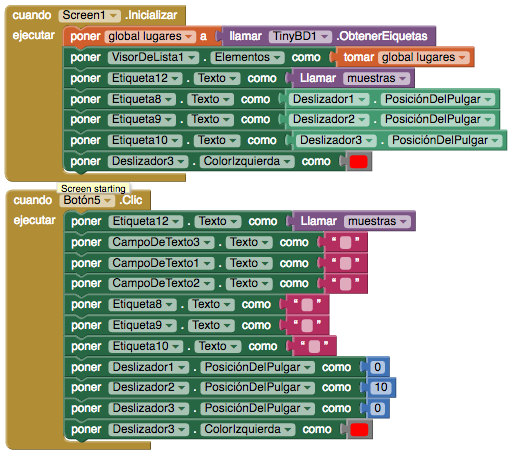 cuando Screen1 .Inicializar
ejecutar poner global lugares a llamar TinyBD1 .ObtenerEtiquetas
poner VisorDeLista1 . Elementos como tomar global lugares
poner Etiqueta12 . Texto como Llamar muestras
poner Etiqueta8 . Texto como Deslizador1 . PosiciónDelPulgar
poner Etiqueta9 . Texto como Deslizador2 . PosiciónDelPulgar
poner Etiqueta10 . Texto como Deslizador3 . PosiciónDelPulgar
poner Deslizador3 . ColorIzquierda como
Screen starting
cuando Botón5 .Clic
ejecutar poner Etiqueta12 . Texto como Llamar muestras
poner CampoDeTexto3 . Texto como “ ”
poner CampoDeTexto1 . Texto como “ ”
poner CampoDeTexto2 . Texto como “ ”
poner Etiqueta8 . Texto como “ ”
poner Etiqueta9 . Texto como “ ”
poner Etiqueta10 . Texto como “ ”
poner Deslizador1 . PosiciónDelPulgar como 0
poner Deslizador2 . PosiciónDelPulgar como 10
poner Deslizador3 . PosiciónDelPulgar como 0
poner Deslizador3 . ColorIzquierda como